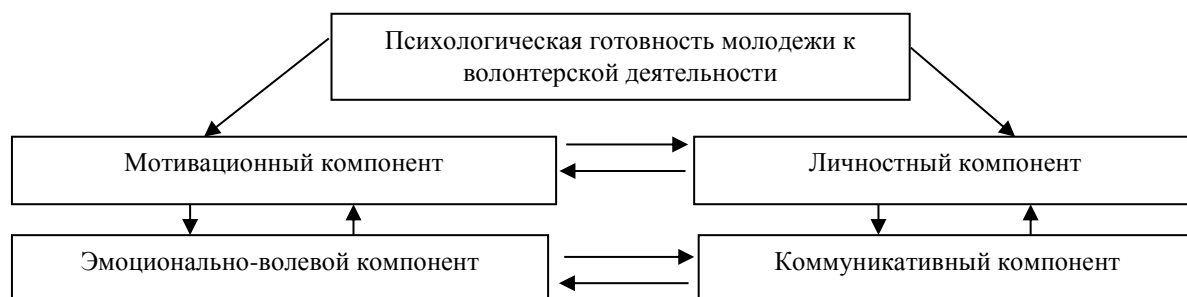 Психологическая готовность молодежи к
волонтерской деятельности
Мотивационный компонент
Личностный компонент
Эмоционально-волевой компонент
Коммуникативный компонент